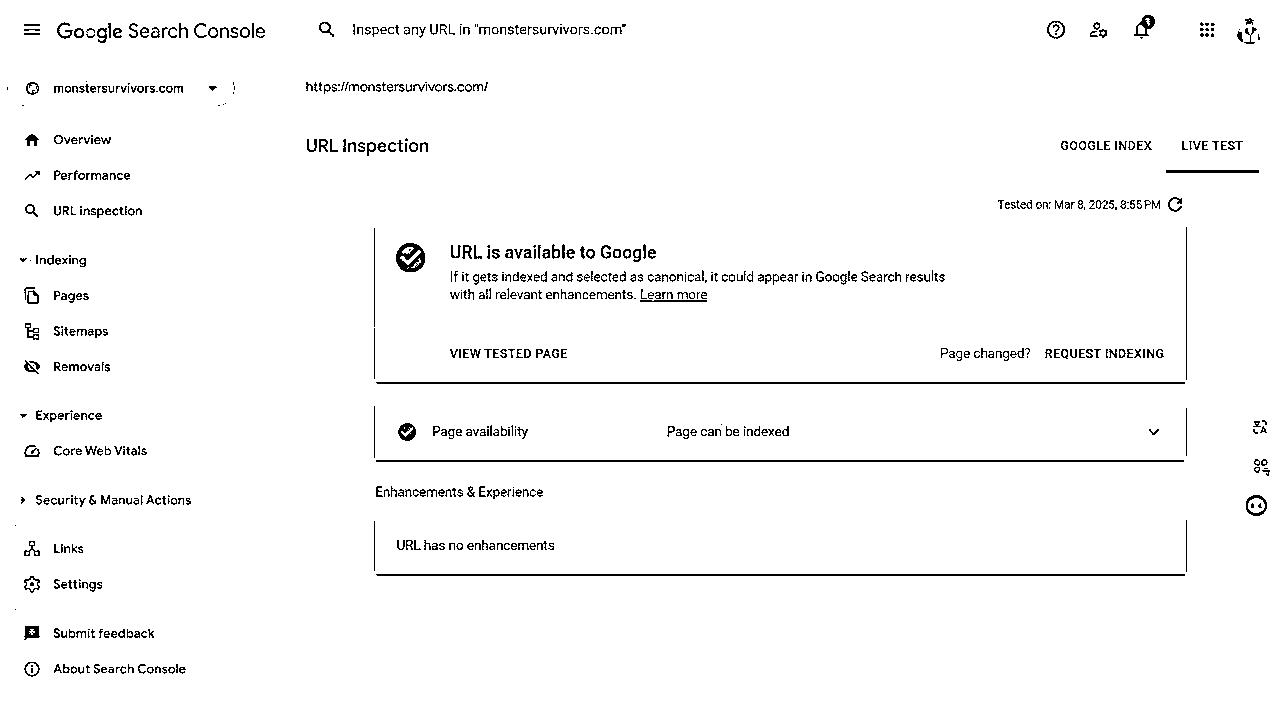 Google Search Console
Inspect any URL in "monstersurvivors.com"
monstersurvivors.com
https://monstersurvivors.com/
Overview
Performance
URL inspection
Indexing
Pages
Sitemaps
Removals
Experience
Core Web Vitals
Security & Manual Actions
Links
Settings
Submit feedback
About Search Console
URL Inspection
GOOGLE INDEX
LIVE TEST
Tested on: Mar 8, 2025, 8:55 PM
URL is available to Google
If it gets indexed and selected as canonical, it could appear in Google Search results
with all relevant enhancements. Learn more
VIEW TESTED PAGE
Page changed? REQUEST INDEXING
Page availability
Page can be indexed
Enhancements & Experience
URL has no enhancements